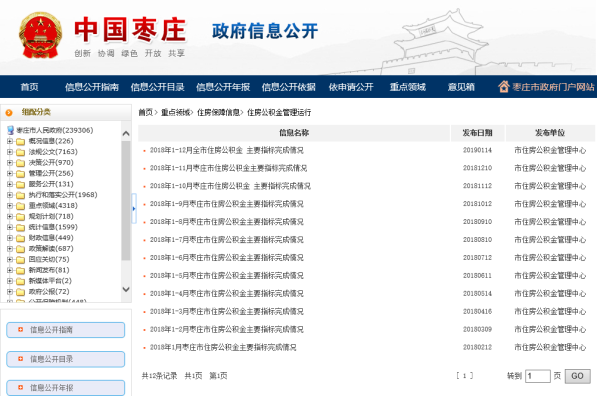 中国枣庄 政府信息公开
创新 协调 绿色 开放 共享
首页 信息公开指南 信息公开目录 信息公开年报 信息公开依据 依申请公开 重点领域 意见箱 枣庄市政府门户网站
组配分类
首页> 重点领域> 住房保障信息> 住房公积金管理运行
枣庄市人民政府(239306)
概况信息(226)
法规公文(7163)
决策公开(970)
管理公开(256)
服务公开(131)
执行和落实公开(1968)
重点领域(4318)
规划计划(718)
统计信息(1599)
财政信息(449)
政策解读(687)
回应关切(75)
新闻发布(81)
新媒体平台(2)
政府公报(72)
信息公开指南
信息公开目录
信息公开年报
信息名称 发布日期 发布单位
2018年1-12月全市住房公积金 主要指标完成情况 20190114 市住房公积金管理中心
2018年1-11月枣庄市住房公积金主要指标完成情况 20181210 市住房公积金管理中心
2018年1-10月枣庄市住房公积金 主要指标完成情况 20181112 市住房公积金管理中心
2018年1-9月枣庄市住房公积金主要指标完成情况 20181012 市住房公积金管理中心
2018年1-8月枣庄市住房公积金主要指标完成情况 20180910 市住房公积金管理中心
2018年1-7月枣庄市住房公积金主要指标完成情况 20180810 市住房公积金管理中心
2018年1-6月枣庄市住房公积金主要指标完成情况 20180712 市住房公积金管理中心
2018年1-5月枣庄市住房公积金主要指标完成情况 20180611 市住房公积金管理中心
2018年1-4月枣庄市住房公积金主要指标完成情况 20180514 市住房公积金管理中心
2018年1-3月枣庄市住房公积金主要指标完成情况 20180416 市住房公积金管理中心
2018年1-2月枣庄市住房公积金主要指标完成情况 20180309 市住房公积金管理中心
2018年1月枣庄市住房公积金主要指标完成情况 20180212 市住房公积金管理中心
共12条记录 共1页 第1页 [ 1 ] 转到 1 页 GO